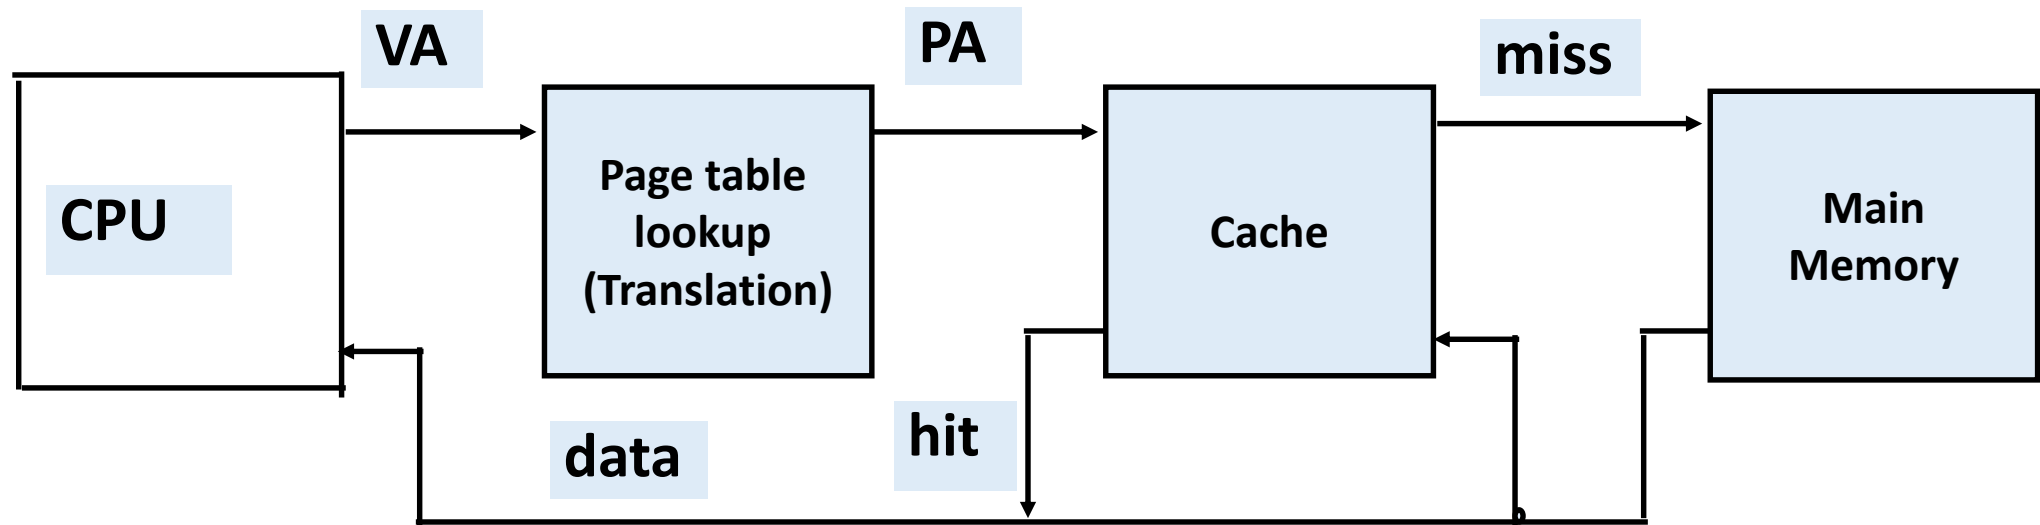 VA
PA
miss
CPU
Page table
lookup
(Translation)
Cache
Main
Memory
data
hit